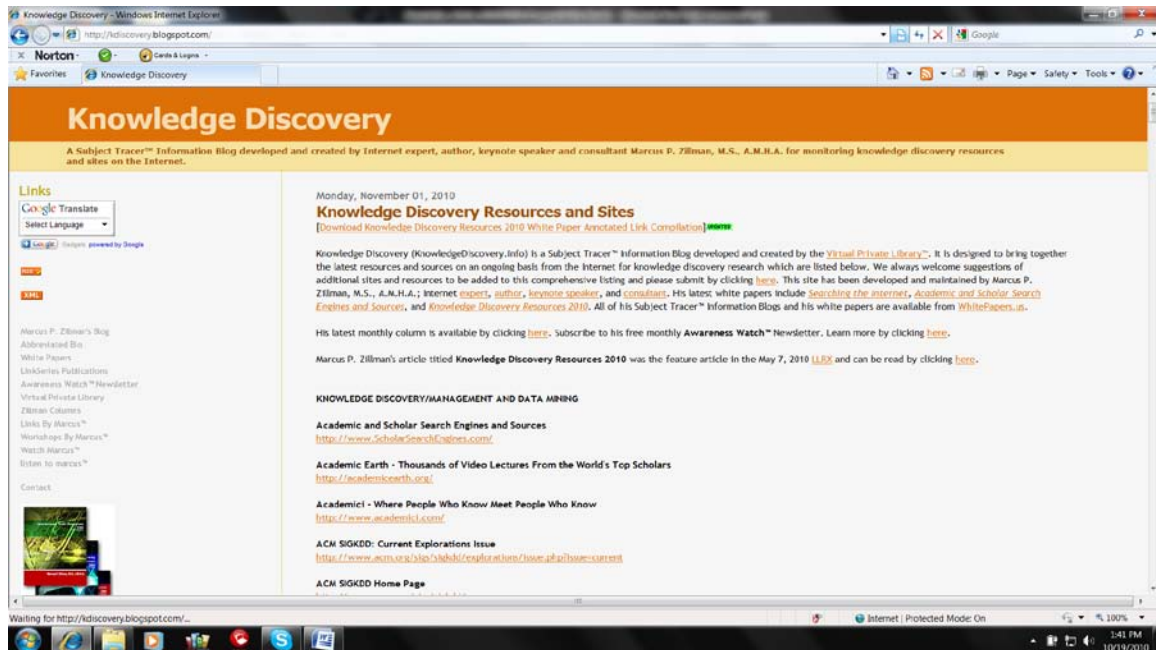 Knowledge Discovery - Windows Internet Explorer
http://kdiscovery.blogspot.com/
Google
x Norton
Cards & Logins
Favorites
Knowledge Discovery
Page Safety Tools
Knowledge Discovery
A Subject Tracer™ Information Blog developed and created by Internet expert, author, keynote speaker and consultant Marcus P. Zillman, M.S., A.M.H.A. for monitoring knowledge discovery resources
and sites on the Internet.
Links
Google Translate
Select Language
Google Gadgets powered by Google
RSS
XML
Marcus P. Zillman's Blog
Abbreviated Bio
White Papers
LinkSeries Publications
Awareness Watch™ Newsletter
Virtual Private Library
Zillman Columns
Links By Marcus™
Workshops By Marcus™
Watch Marcus™
listen to marcus™
Contact
Monday, November 01, 2010
Knowledge Discovery Resources and Sites
[Download Knowledge Discovery Resources 2010 White Paper Annotated Link Compilation] UPDATED
Knowledge Discovery (KnowledgeDiscovery.Info) is a Subject Tracer™ Information Blog developed and created by the Virtual Private Library™. It is designed to bring together
the latest resources and sources on an ongoing basis from the Internet for knowledge discovery research which are listed below. We always welcome suggestions of
additional sites and resources to be added to this comprehensive listing and please submit by clicking here. This site has been developed and maintained by Marcus P.
Zillman, M.S., A.M.H.A.; Internet expert, author, keynote speaker, and consultant. His latest white papers include Searching the Internet, Academic and Scholar Search
Engines and Sources, and Knowledge Discovery Resources 2010. All of his Subject Tracer™ Information Blogs and his white papers are available from WhitePapers.us.
His latest monthly column is available by clicking here. Subscribe to his free monthly Awareness Watch™ Newsletter. Learn more by clicking here.
Marcus P. Zillman's article titled Knowledge Discovery Resources 2010 was the feature article in the May 7, 2010 LLRX and can be read by clicking here.
KNOWLEDGE DISCOVERY/MANAGEMENT AND DATA MINING
Academic and Scholar Search Engines and Sources
http://www.ScholarSearchEngines.com/
Academic Earth - Thousands of Video Lectures From the World's Top Scholars
http://academicearth.org/
Academici - Where People Who Know Meet People Who Know
http://www.academici.com/
ACM SIGKDD: Current Explorations Issue
http://www.acm.org/sigs/sigkdd/explorations/issue.php?issue=current
ACM SIGKDD Home Page
Waiting for http://kdiscovery.blogspot.com/...
Internet | Protected Mode: On
100%
1:41 PM
10/19/2010